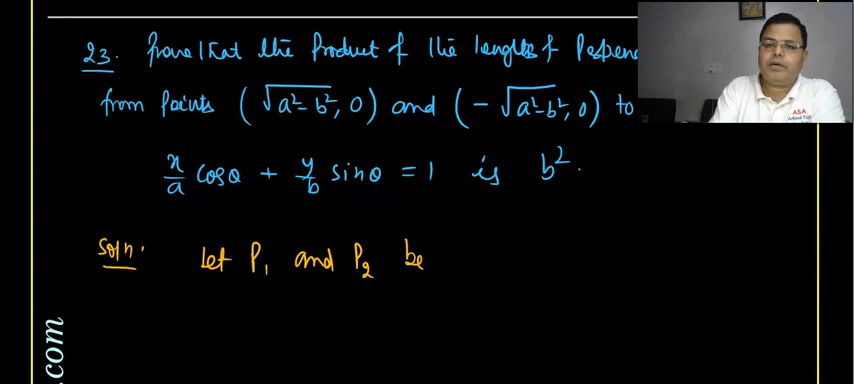 23. Prove that the Product of the lengths of Perpen
from points (√a²-b², 0) and (-√a²-b², 0) to
x/a cosθ + y/b sinθ = 1 is b².
Soln. Let P₁ and P₂ be
ASA
.com